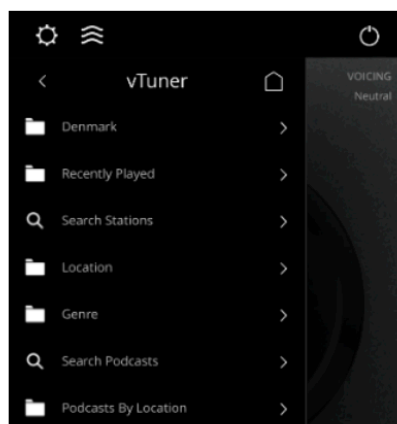 vTuner
VOICING
Neutral
Denmark
Recently Played
Search Stations
Location
Genre
Search Podcasts
Podcasts By Location